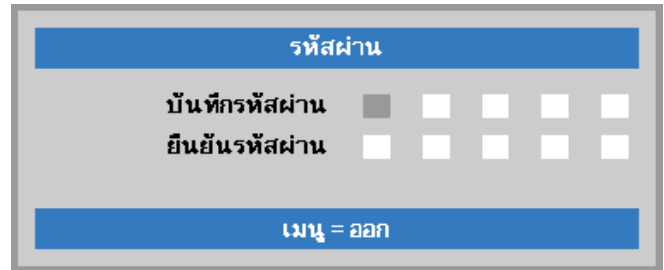 รหัสผ่าน
บันทึกรหัสผ่าน
ยืนยันรหัสผ่าน
เมนู = ออก